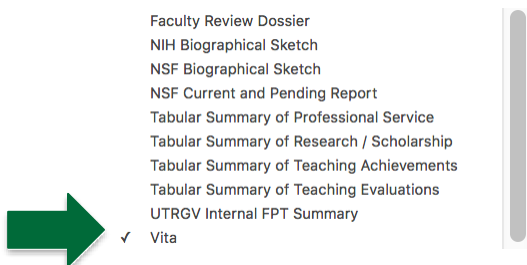 Faculty Review Dossier
NIH Biographical Sketch
NSF Biographical Sketch
NSF Current and Pending Report
Tabular Summary of Professional Service
Tabular Summary of Research / Scholarship
Tabular Summary of Teaching Achievements
Tabular Summary of Teaching Evaluations
UTRGV Internal FPT Summary
✓ Vita